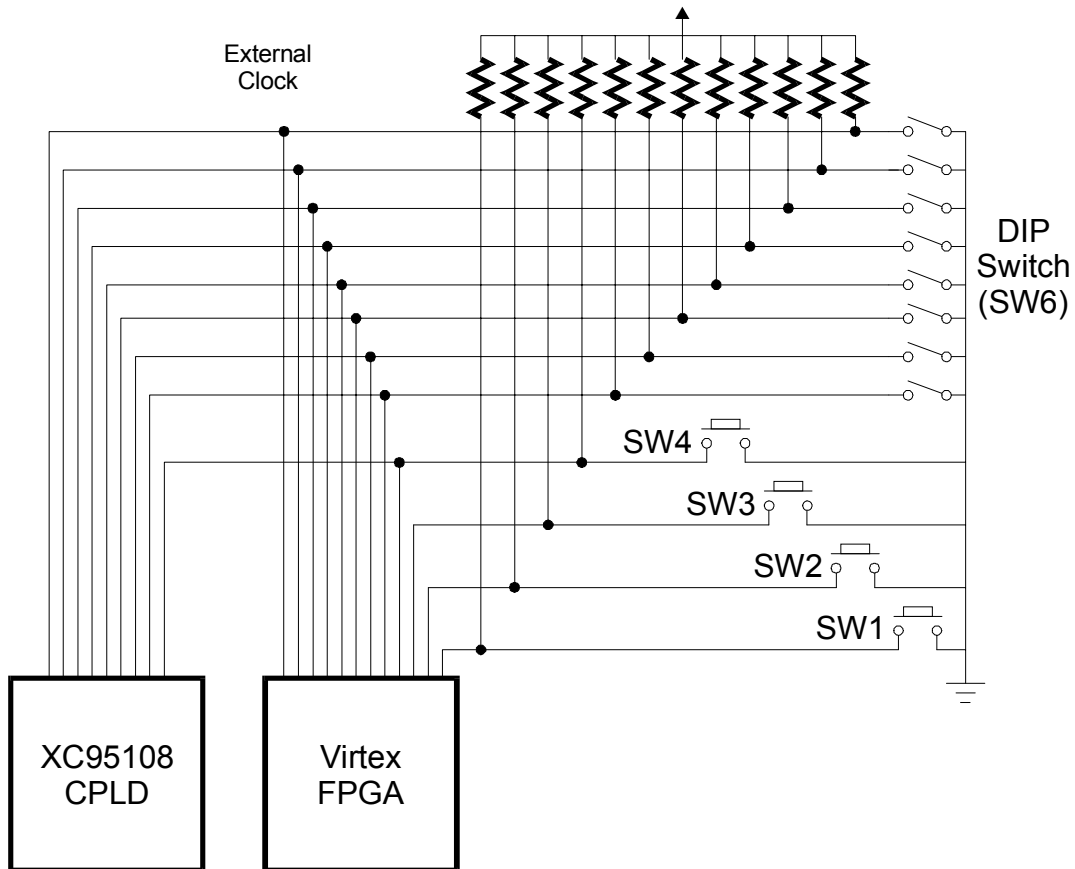 External
Clock
DIP
Switch
(SW6)
SW4
SW3
SW2
SW1
XC95108
CPLD
Virtex
FPGA